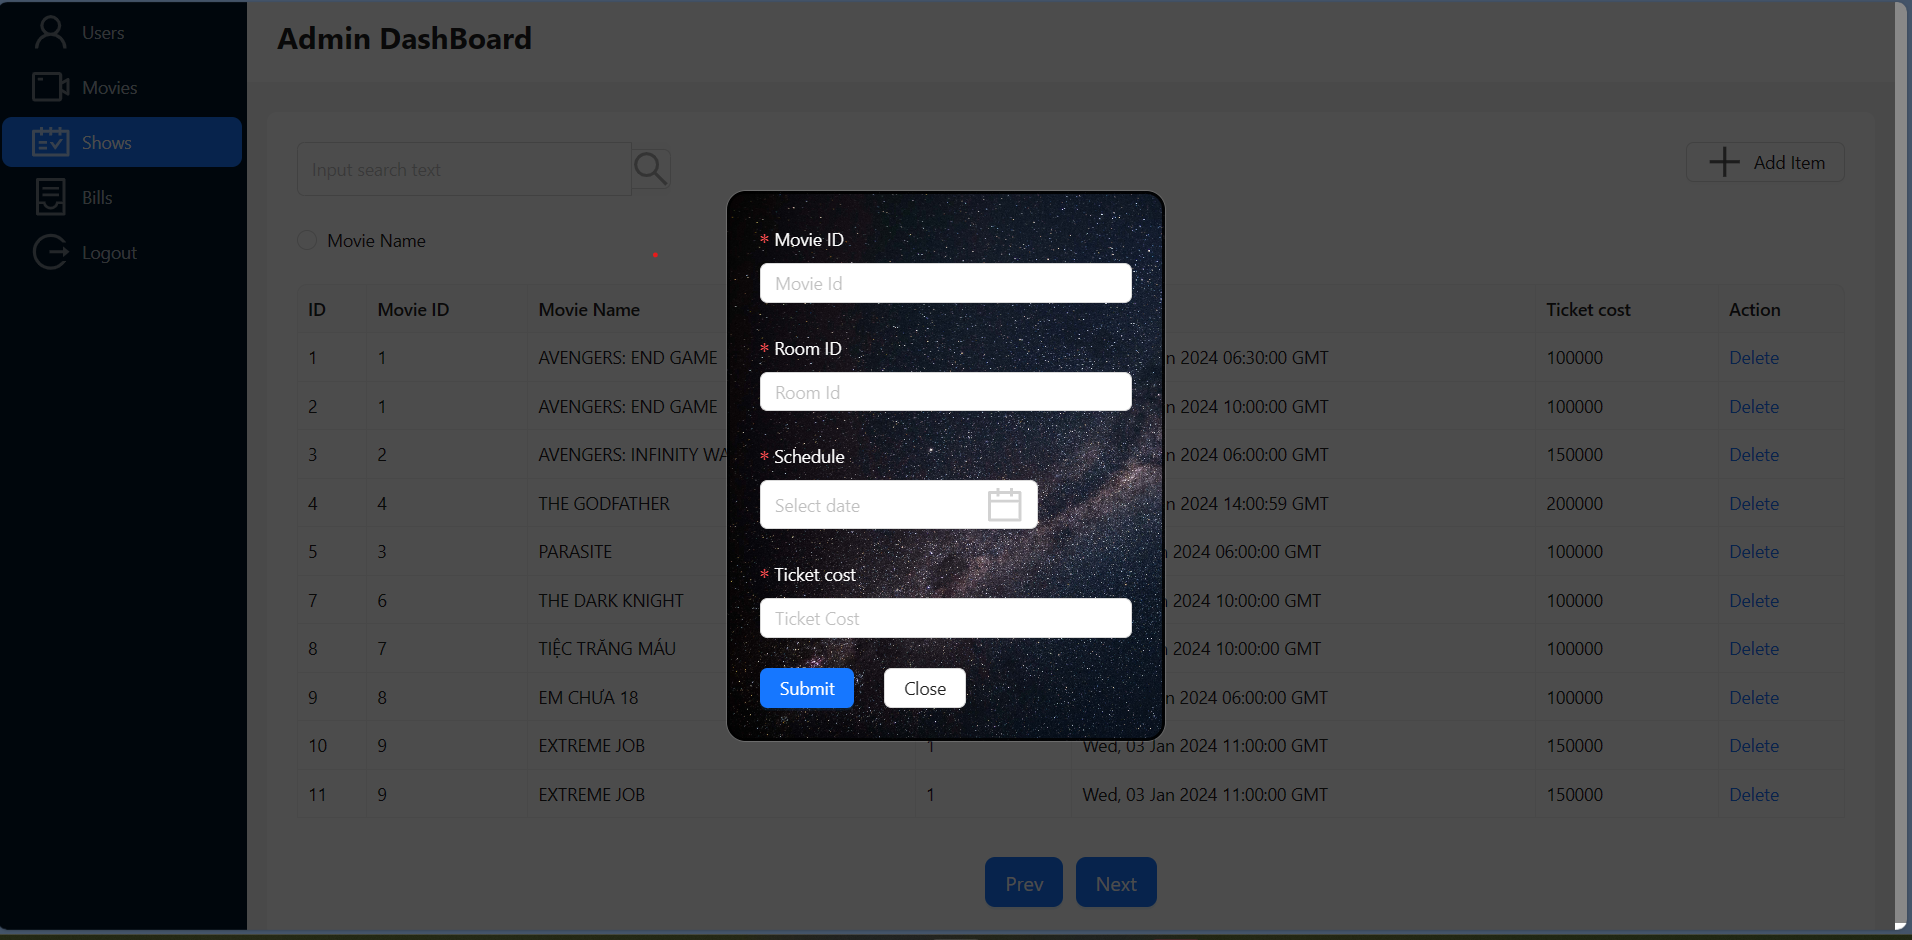 Users
Movies
Shows
Bills
Logout
Admin DashBoard
Input search text
Add Item
Movie Name
ID Movie ID Movie Name Ticket cost Action
1 1 AVENGERS: END GAME 2024 06:30:00 GMT 100000 Delete
2 1 AVENGERS: END GAME 2024 10:00:00 GMT 100000 Delete
3 2 AVENGERS: INFINITY 2024 06:00:00 GMT 150000 Delete
4 4 THE GODFATHER 2024 14:00:59 GMT 200000 Delete
5 3 PARASITE 2024 06:00:00 GMT 100000 Delete
7 6 THE DARK KNIGHT 2024 10:00:00 GMT 100000 Delete
8 7 TIỆC TRĂNG MÁU 2024 10:00:00 GMT 100000 Delete
9 8 EM CHƯA 18 2024 06:00:00 GMT 100000 Delete
10 9 EXTREME JOB 1 Wed, 03 Jan 2024 11:00:00 GMT 150000 Delete
11 9 EXTREME JOB 1 Wed, 03 Jan 2024 11:00:00 GMT 150000 Delete
Prev Next
* Movie ID
Movie Id
* Room ID
Room Id
* Schedule
Select date
* Ticket cost
Ticket Cost
Submit Close